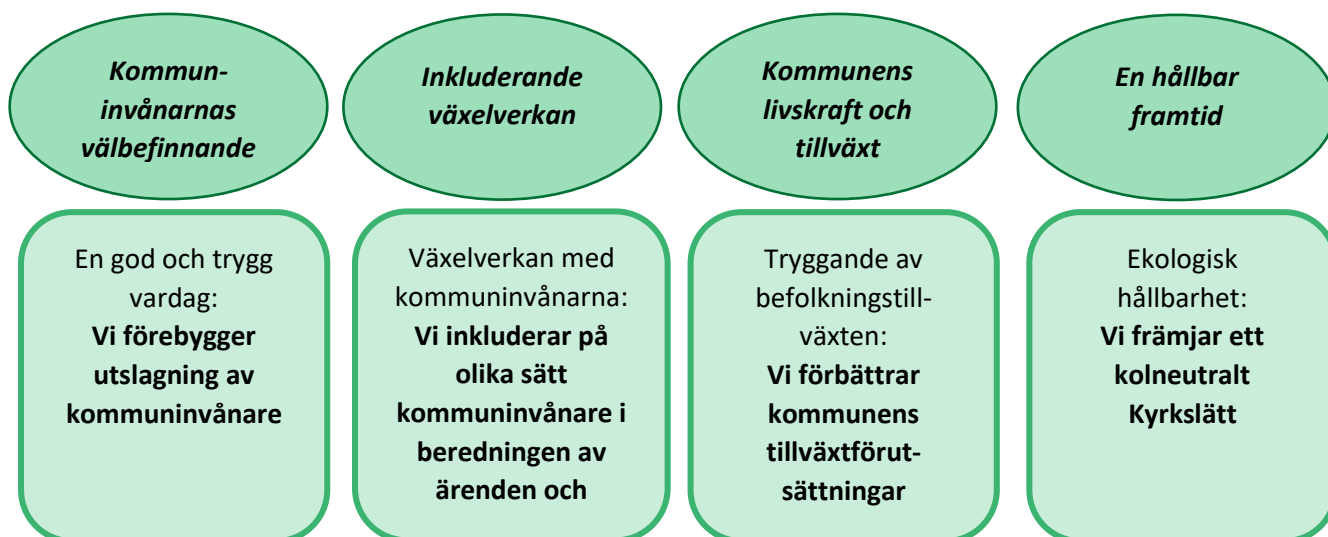 Kommun-
invånarnas
välbefinnande
Inkluderande
växelverkan
Kommunens
livskraft och
tillväxt
En hållbar
framtid
En god och trygg
vardag:
Vi förebygger
utslagning av
kommuninvånare
Växelverkan med
kommuninvånarna:
Vi inkluderar på
olika sätt
kommuninvånare i
beredningen av
ärenden och
Tryggande av
befolkningstill-
växten:
Vi förbättrar
kommunens
tillväxtförut-
sättningar
Ekologisk
hållbarhet:
Vi främjar ett
kolneutralt
Kyrkslätt